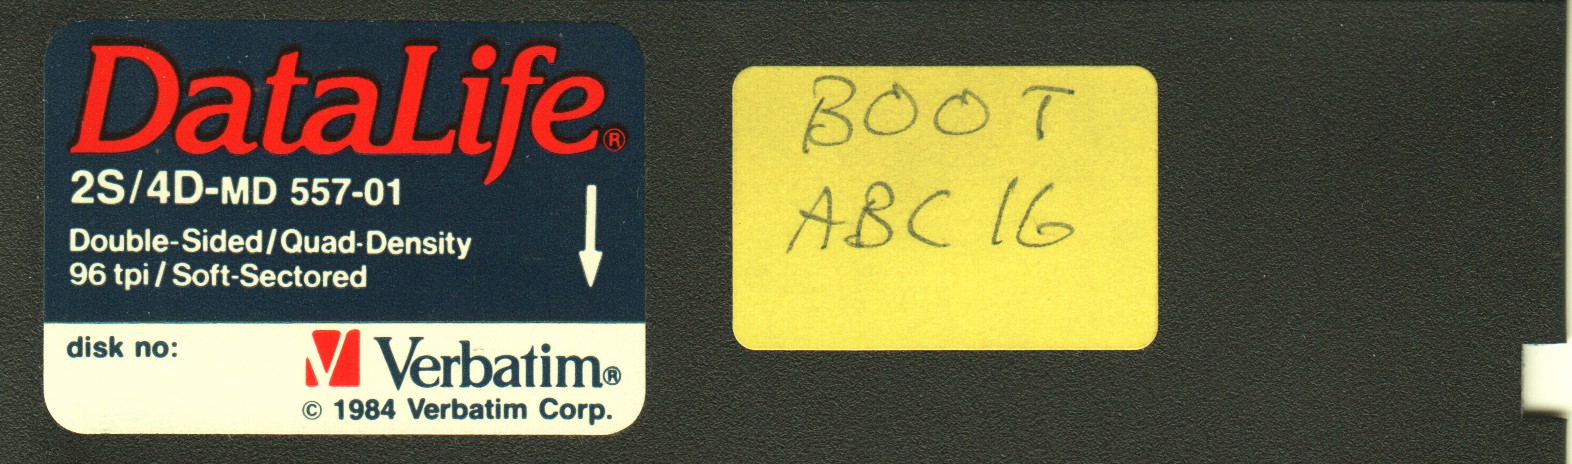 DataLife®
2S/4D-MD 557-01
Double-Sided/Quad-Density
96 tpi/Soft-Sectored
disk no:
Verbatim®
© 1984 Verbatim Corp.
BOOT
ABC 16